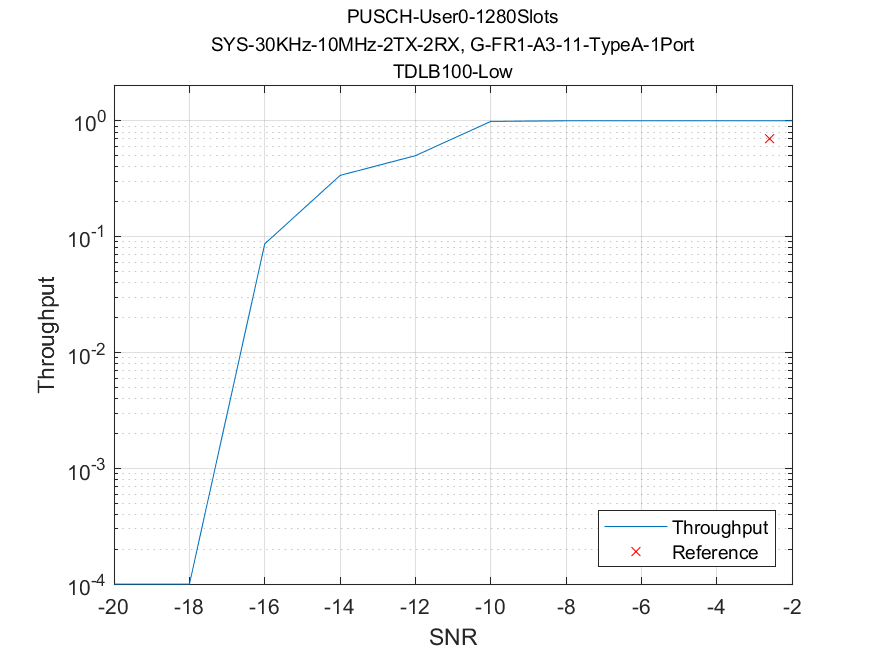 PUSCH-User0-1280Slots
SYS-30KHz-10MHz-2TX-2RX, G-FR1-A3-11-TypeA-1Port
TDLB100-Low
10^0
10^-1
10^-2
10^-3
10^-4
Throughput
Throughput
Reference
-20 -18 -16 -14 -12 -10 -8 -6 -4 -2
SNR